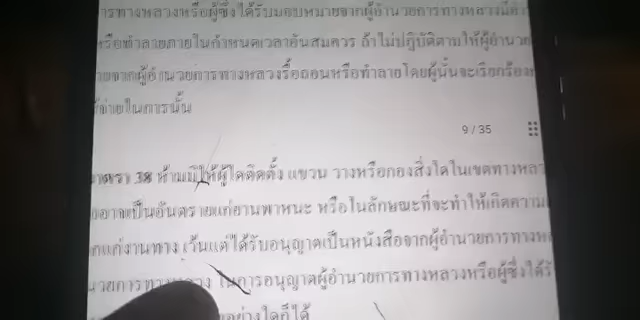 ารทางหลวงหรือผู้ซึ่งได้รับมอบหมายจากผู้อำนวยการทางหลวงมีอำ
หรือทำลายภายในกำหนดเวลาอันสมควร ถ้าไม่ปฏิบัติตามให้ผู้อำนวย
ายจากผู้อำนวยการทางหลวงรื้อถอนหรือทำลายโดยผู้นั้นจะเรียกร้อง
ช้จ่ายในการนั้น
9 / 35
าตรา 38 ห้ามมิให้ผู้ใดติดตั้ง แขวน วางหรือกองสิ่งใดในเขตทางหลว
ออาจเป็นอันตรายแก่ยานพาหนะ หรือในลักษณะที่จะทำให้เกิดความ
กแก่งานทาง เว้นแต่ได้รับอนุญาตเป็นหนังสือจากผู้อำนวยการทางห
นวยการทางหลวง ในการอนุญาตผู้อำนวยการทางหลวงหรือผู้ซึ่งได้รั
อย่างใดก็ได้